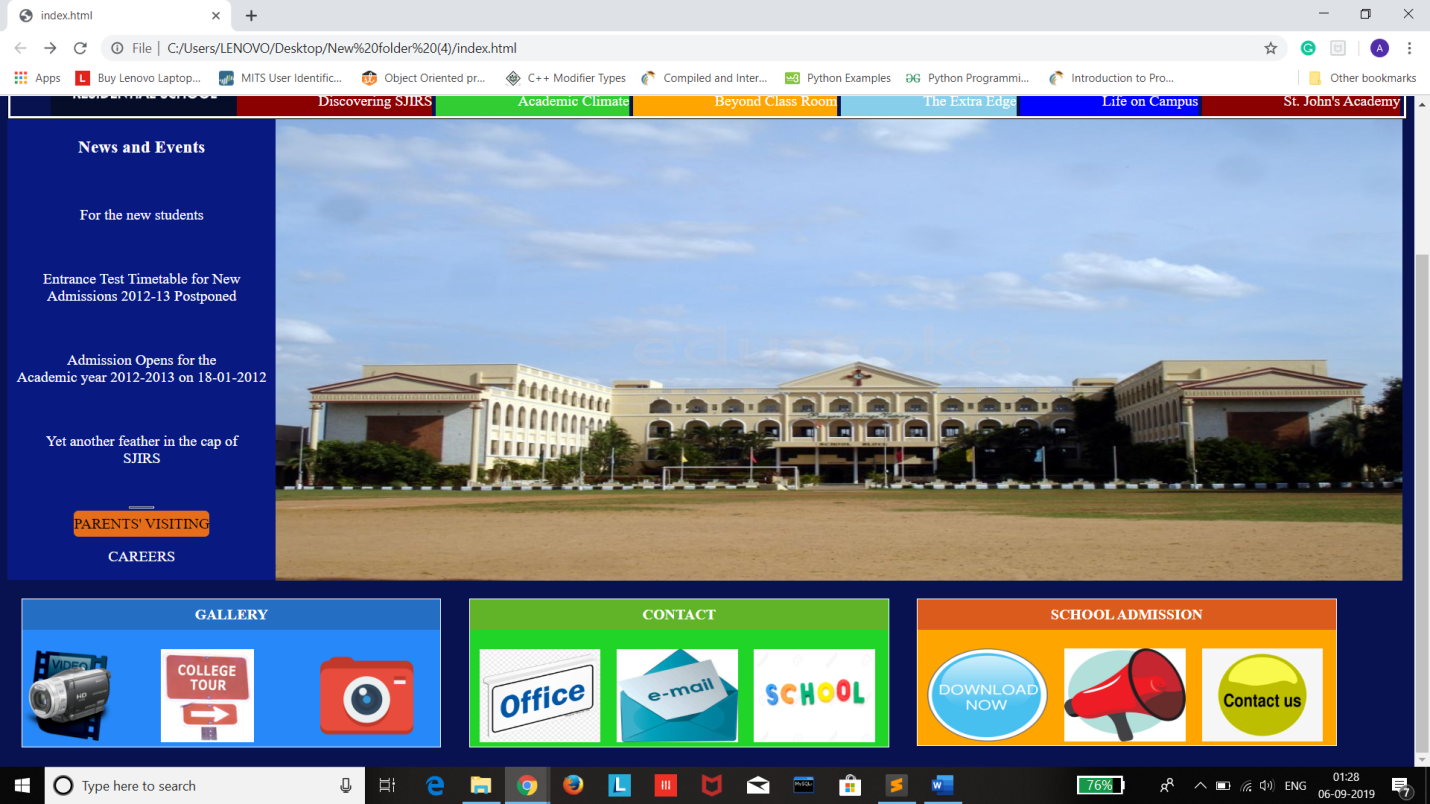 index.html
File
C:/Users/LENOVO/Desktop/New%20folder%20(4)/index.html
A
Apps
L
Buy Lenovo Laptop...
MITS User Identific...
Object Oriented pr...
C++ Modifier Types
Compiled and Inter...
Python Examples
Python Programmi...
Introduction to Pro...
Other bookmarks
RESIDENTIAL SCHOOL
Discovering SJIRS
Academic Climate
Beyond Class Room
The Extra Edge
Life on Campus
St. John's Academy
News and Events
For the new students
Entrance Test Timetable for New
Admissions 2012-13 Postponed
Admission Opens for the
Academic year 2012-2013 on 18-01-2012
Yet another feather in the cap of
SJIRS
PARENTS' VISITING
CAREERS
SCHOOL BLOCK
GALLERY
VIDEO
HD
COLLEGE
TOUR
CONTACT
Office
e-mail
SCHOOL
SCHOOL ADMISSION
DOWNLOAD
NOW
Contact us
Type here to search
L
76%
ENG
01:28
06-09-2019
7